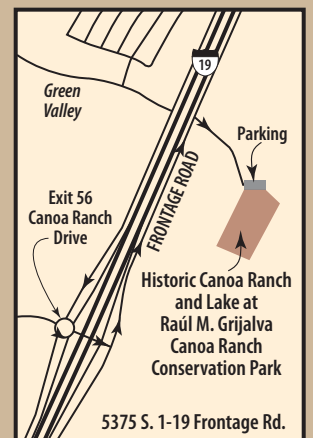 19
Green
Valley
Parking
Exit 56
Canoa Ranch
Drive
FRONTAGE ROAD
Historic Canoa Ranch
and Lake at
Raúl M. Grijalva
Canoa Ranch
Conservation Park
5375 S. 1-19 Frontage Rd.